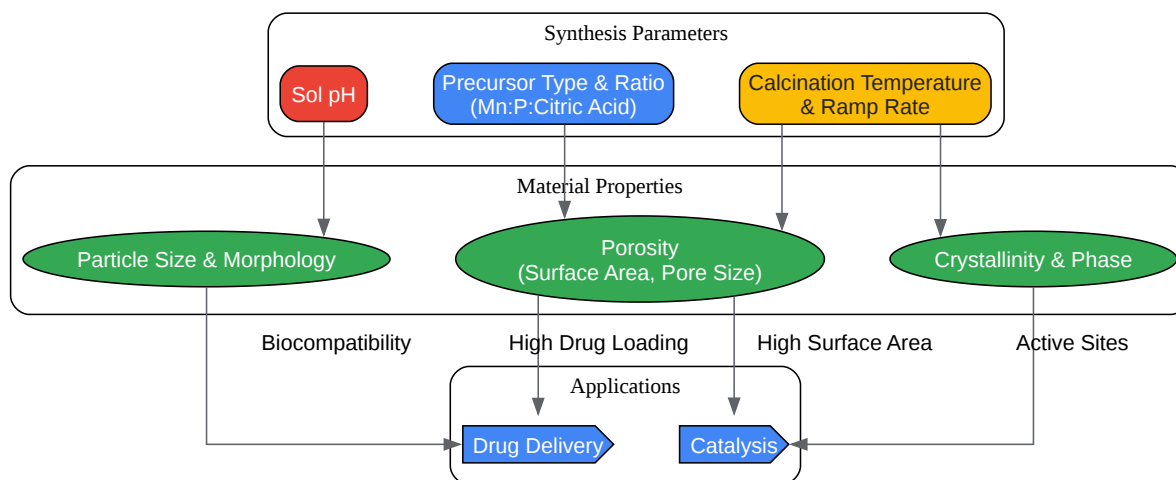 Synthesis Parameters
Sol pH
Precursor Type & Ratio
(Mn:P:Citric Acid)
Calcination Temperature
& Ramp Rate
Material Properties
Particle Size & Morphology
Porosity
(Surface Area, Pore Size)
Crystallinity & Phase
Biocompatibility
High Drug Loading
High Surface Area
Active Sites
Applications
Drug Delivery
Catalysis